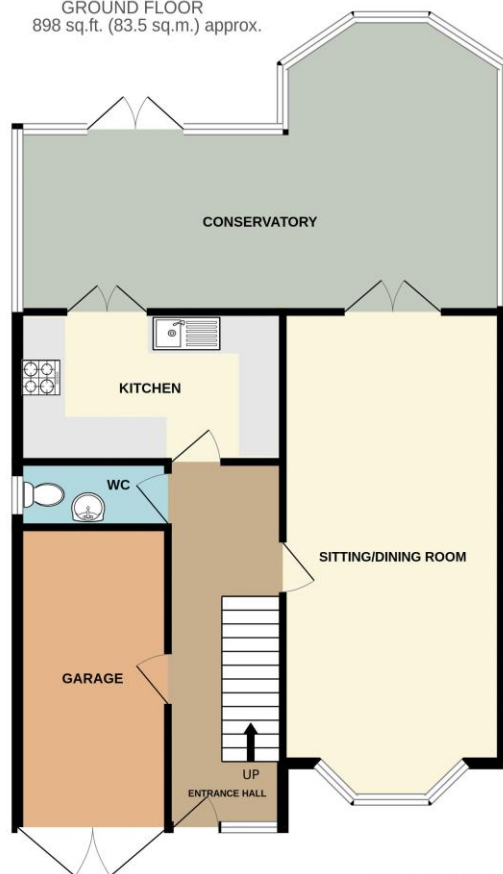 GROUND FLOOR
898 sq.ft. (83.5 sq.m.) approx.
CONSERVATORY
KITCHEN
WC
SITTING/DINING ROOM
GARAGE
UP
ENTRANCE HALL